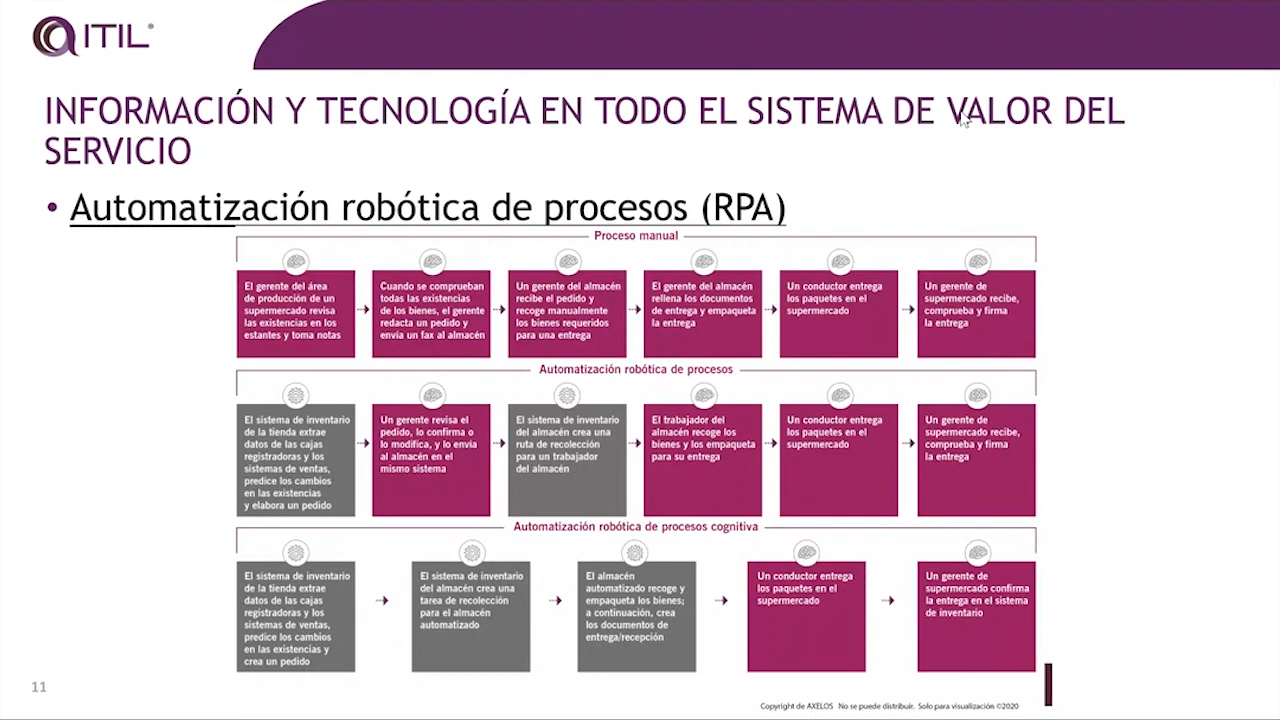 ITIL®
INFORMACIÓN Y TECNOLOGÍA EN TODO EL SISTEMA DE VALOR DEL
SERVICIO
• Automatización robótica de procesos (RPA)
Proceso manual
El gerente del área
de producción de un
supermercado revisa
las existencias en los
estantes y toma notas
Cuando se comprueban
todas las existencias
de los bienes, el gerente
redacta un pedido y
envía un fax al almacén
Un gerente del almacén
recibe el pedido y
recoge manualmente
los bienes requeridos
para una entrega
El gerente del almacén
rellena los documentos
de entrega y empaqueta
la entrega
Un conductor entrega
los paquetes en el
supermercado
Un gerente de
supermercado recibe,
comprueba y firma
la entrega
Automatización robótica de procesos
El sistema de inventario
de la tienda extrae
datos de las cajas
registradoras y los
sistemas de ventas,
predice los cambios
en las existencias
y elabora un pedido
Un gerente revisa el
pedido, lo confirma o
lo modifica, y lo envía
al almacén en el
mismo sistema
El sistema de inventario
del almacén crea una
ruta de recolección
para un trabajador
del almacén
El trabajador del
almacén recoge los
bienes y los empaqueta
para su entrega
Un conductor entrega
los paquetes en el
supermercado
Un gerente de
supermercado recibe,
comprueba y firma
la entrega
Automatización robótica de procesos cognitiva
El sistema de inventario
de la tienda extrae
datos de las cajas
registradoras y los
sistemas de ventas,
predice los cambios
en las existencias y
crea un pedido
El sistema de inventario
del almacén crea una
tarea de recolección
para el almacén
automatizado
El almacén
automatizado recoge y
empaqueta los bienes;
a continuación, crea
los documentos de
entrega/recepción
Un conductor entrega
los paquetes en el
supermercado
Un gerente de
supermercado confirma
la entrega en el sistema
de inventario
11
Copyright de AXELOS No se puede distribuir. Solo para visualización ©2020